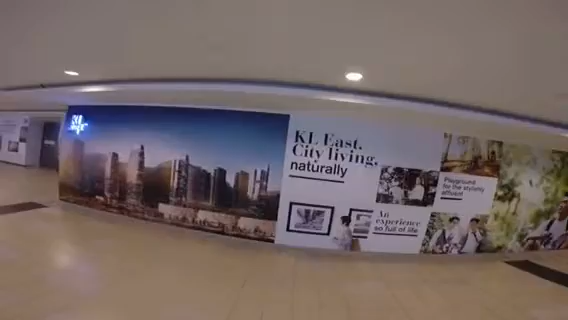 KL East.
City living,
naturally
Playground
for the stylishly
affluent
An
experience
so full of life